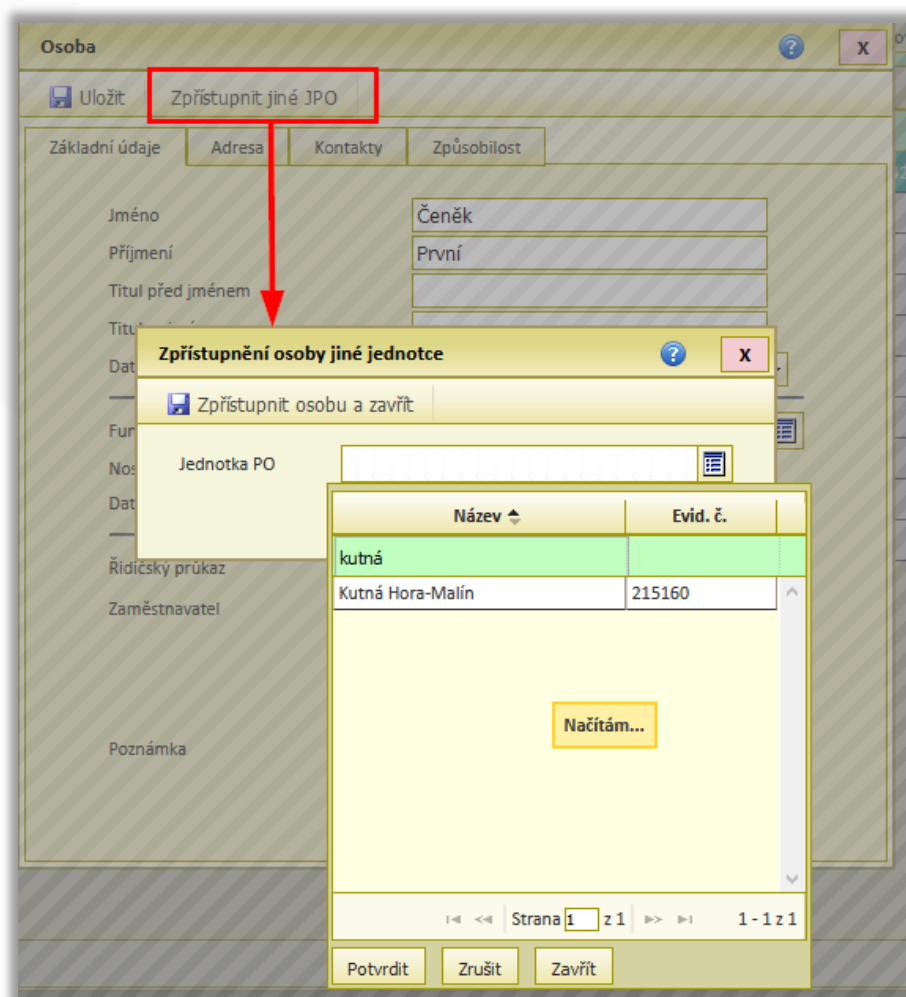 Osoba
X
Uložit Zpřístupnit jiné JPO
Základní údaje Adresa Kontakty Způsobilost
Jméno Čeněk
Příjmení První
Titul před jménem
Zpřístupnění osoby jiné jednotce
X
Dat
Zpřístupnit osobu a zavřít
Jednotka PO
Dat
Název Evid. č.
kutná
Řidičský průkaz
Kutná Hora-Malín 215160
Zaměstnavatel
Načítám...
Poznámka
Strana 1 z 1 1 - 1 z 1
Potvrdit Zrušit Zavřít